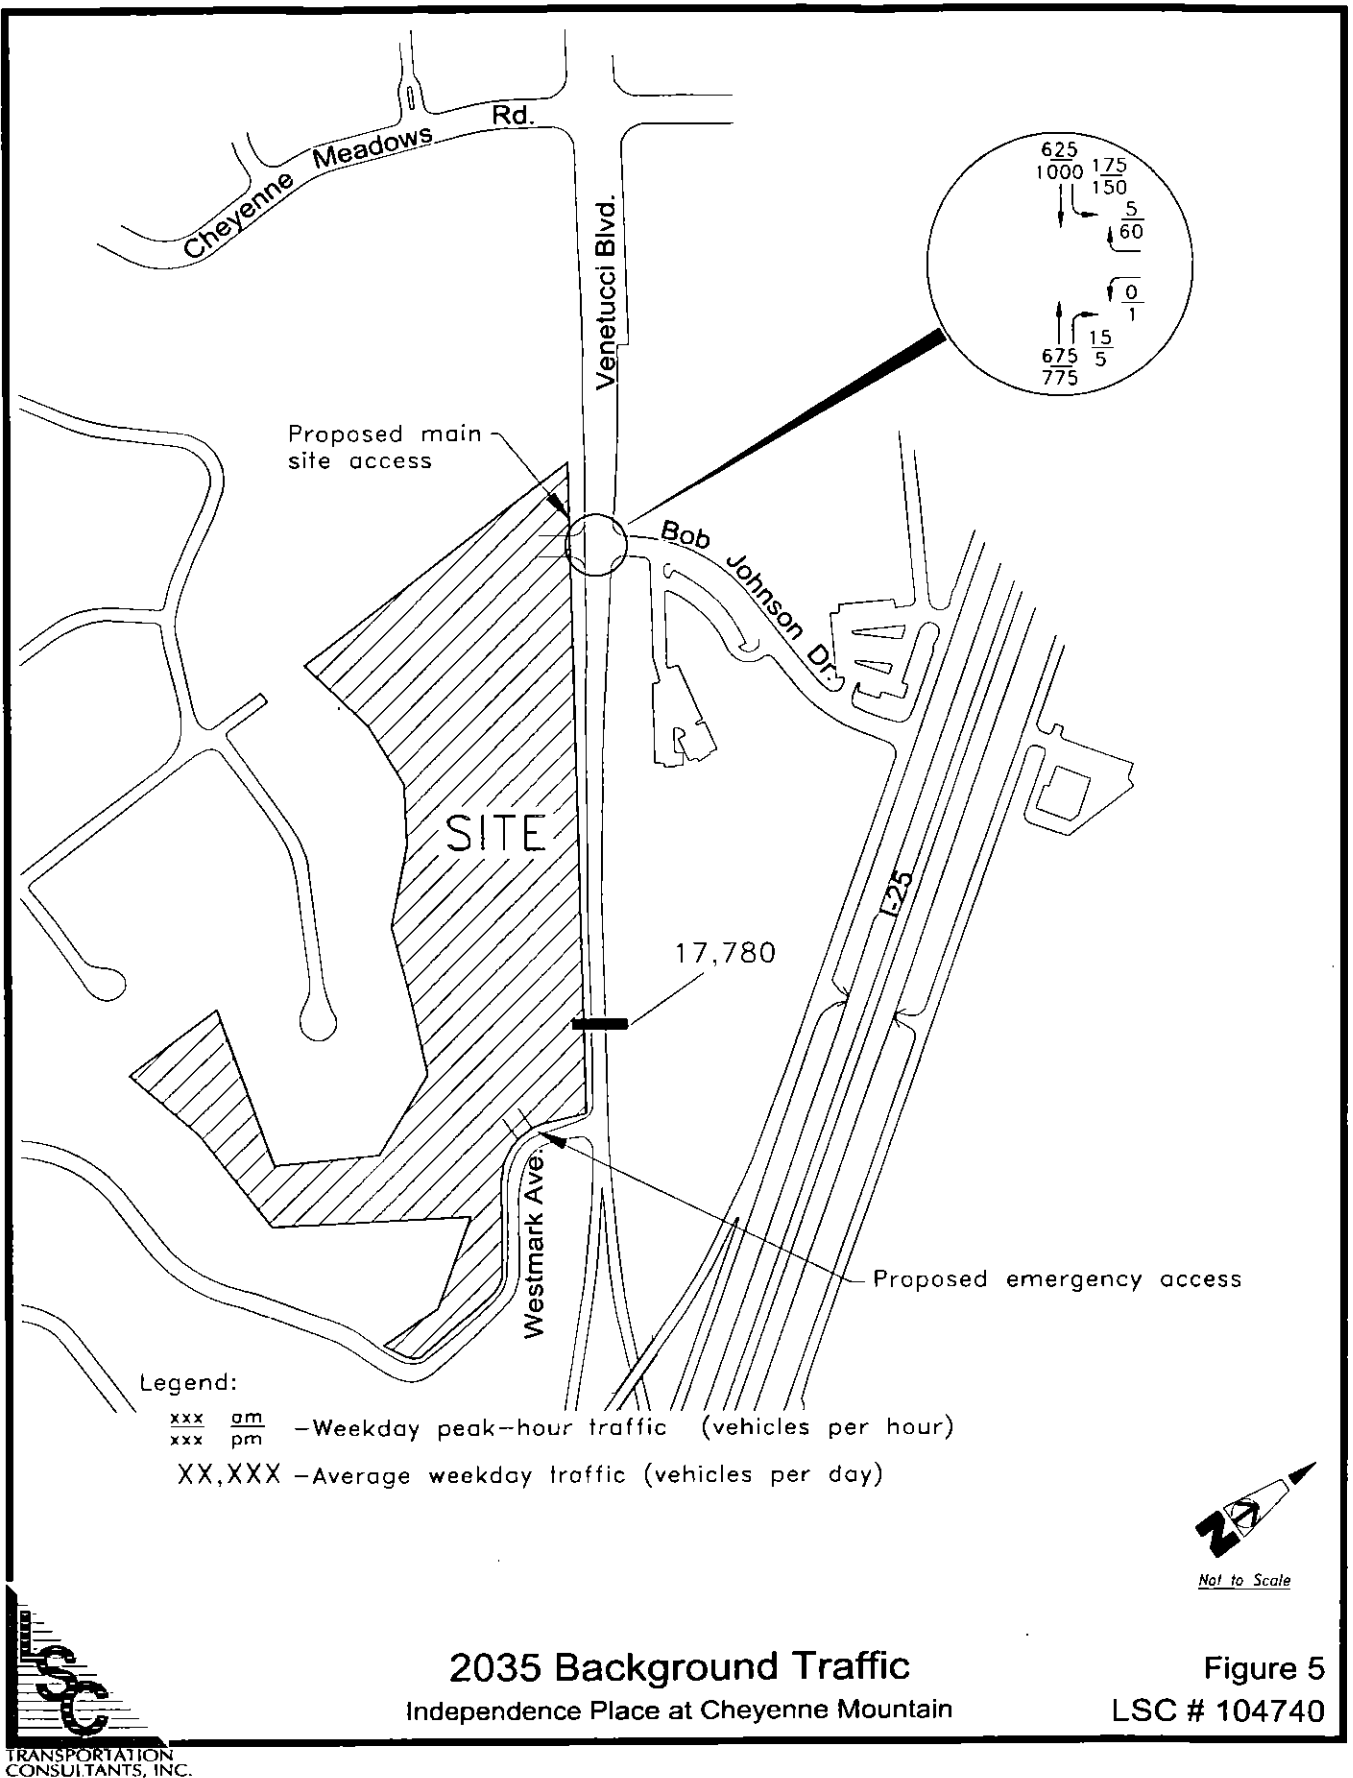 Cheyenne Meadows Rd.
Venetucci Blvd.
625
1000
175
150
5
60
0
1
15
5
675
775
Proposed main
site access
Bob Johnson Dr.
SITE
I-25
17,780
Westmark Ave.
Proposed emergency access
Legend:
xxx am
xxx pm
-Weekday peak-hour traffic (vehicles per hour)
XX,XXX -Average weekday traffic (vehicles per day)
N
Not to Scale
LSC
TRANSPORTATION
CONSULTANTS, INC.
2035 Background Traffic
Independence Place at Cheyenne Mountain
Figure 5
LSC # 104740